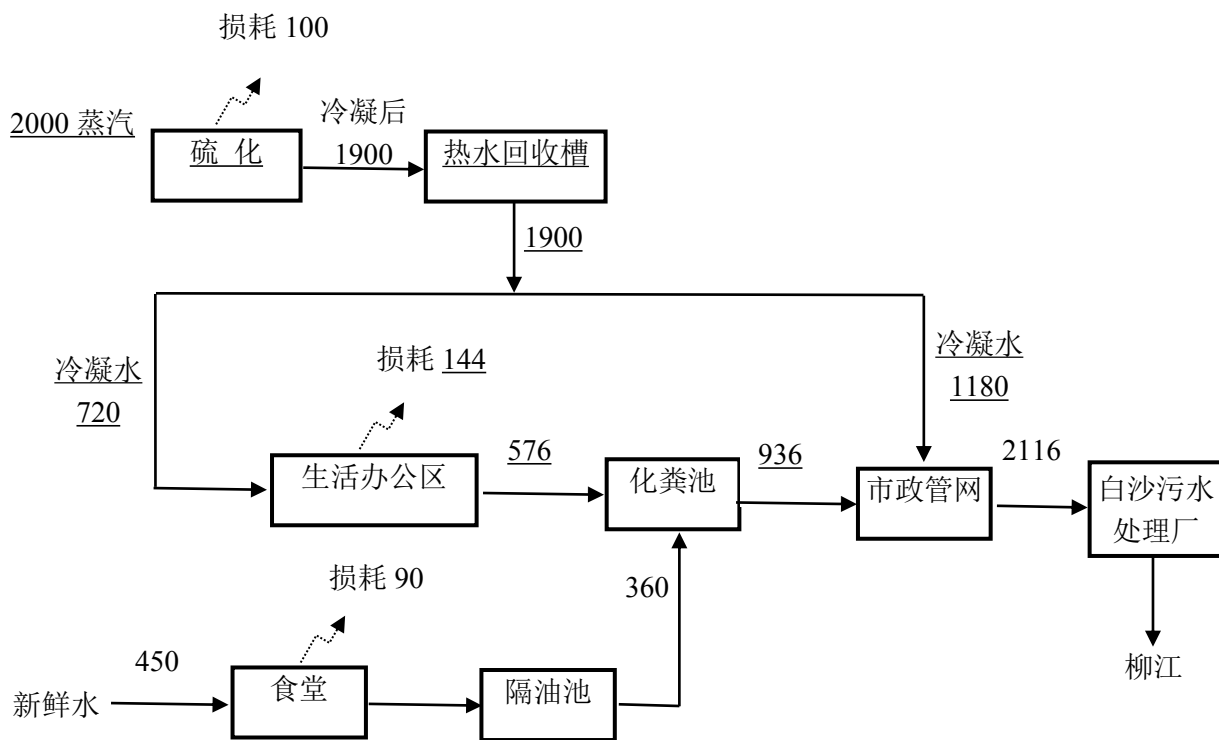 损耗 100
2000 蒸汽
冷凝后
1900
硫 化
热水回收槽
1900
冷凝水
720
损耗 144
冷凝水
1180
生活办公区
576
化粪池
936
市政管网
2116
白沙污水
处理厂
损耗 90
360
450
新鲜水
食堂
隔油池
柳江